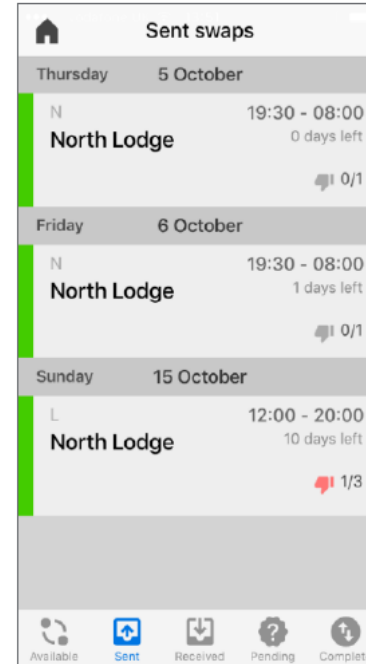 Sent swaps
Thursday 5 October
N 19:30 - 08:00
North Lodge 0 days left
0/1
Friday 6 October
N 19:30 - 08:00
North Lodge 1 days left
0/1
Sunday 15 October
L 12:00 - 20:00
North Lodge 10 days left
1/3
Available Sent Received Pending Complet